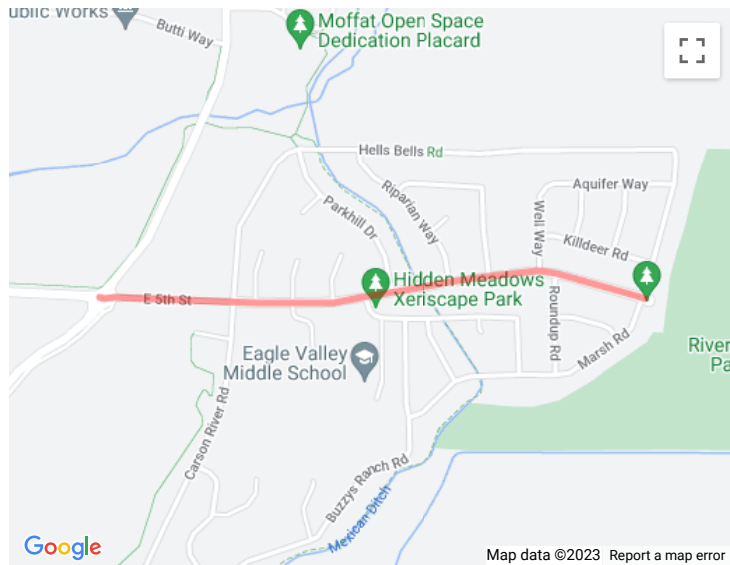 ublic Works
Butti Way
Moffat Open Space
Dedication Placard
Hells Bells Rd
Riparian Way
Aquifer Way
Parkhill Dr
Well Way
Killdeer Rd
E 5th St
Hidden Meadows
Xeriscape Park
Roundup Rd
Marsh Rd
Eagle Valley
Middle School
River
Pa
Carson River Rd
Buzzys Ranch Rd
Mexican Ditch
Google
Map data ©2023 Report a map error